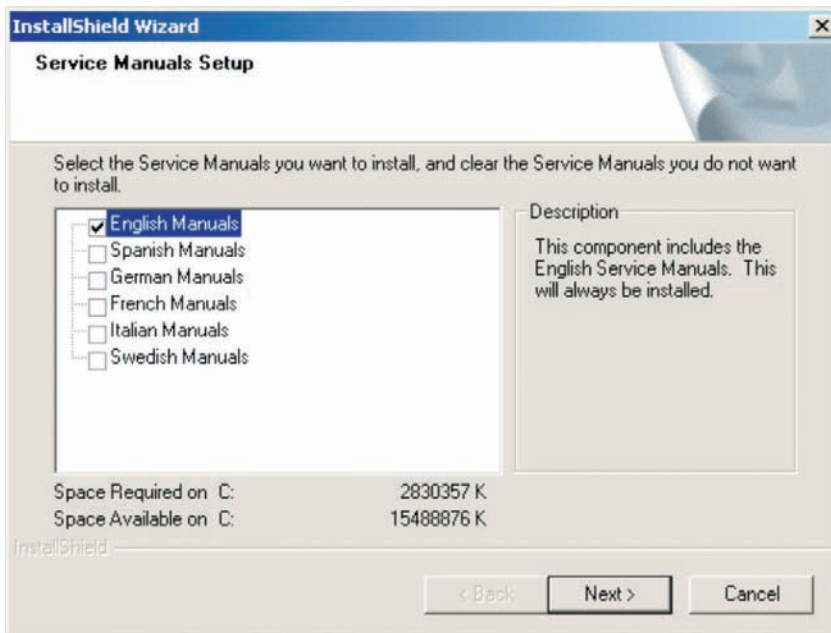 InstallShield Wizard
Service Manuals Setup
Select the Service Manuals you want to install, and clear the Service Manuals you do not want
to install.
English Manuals
Spanish Manuals
German Manuals
French Manuals
Italian Manuals
Swedish Manuals
Description
This component includes the
English Service Manuals. This
will always be installed.
Space Required on C: 2830357 K
Space Available on C: 15488876 K
InstallShield
< Back
Next >
Cancel